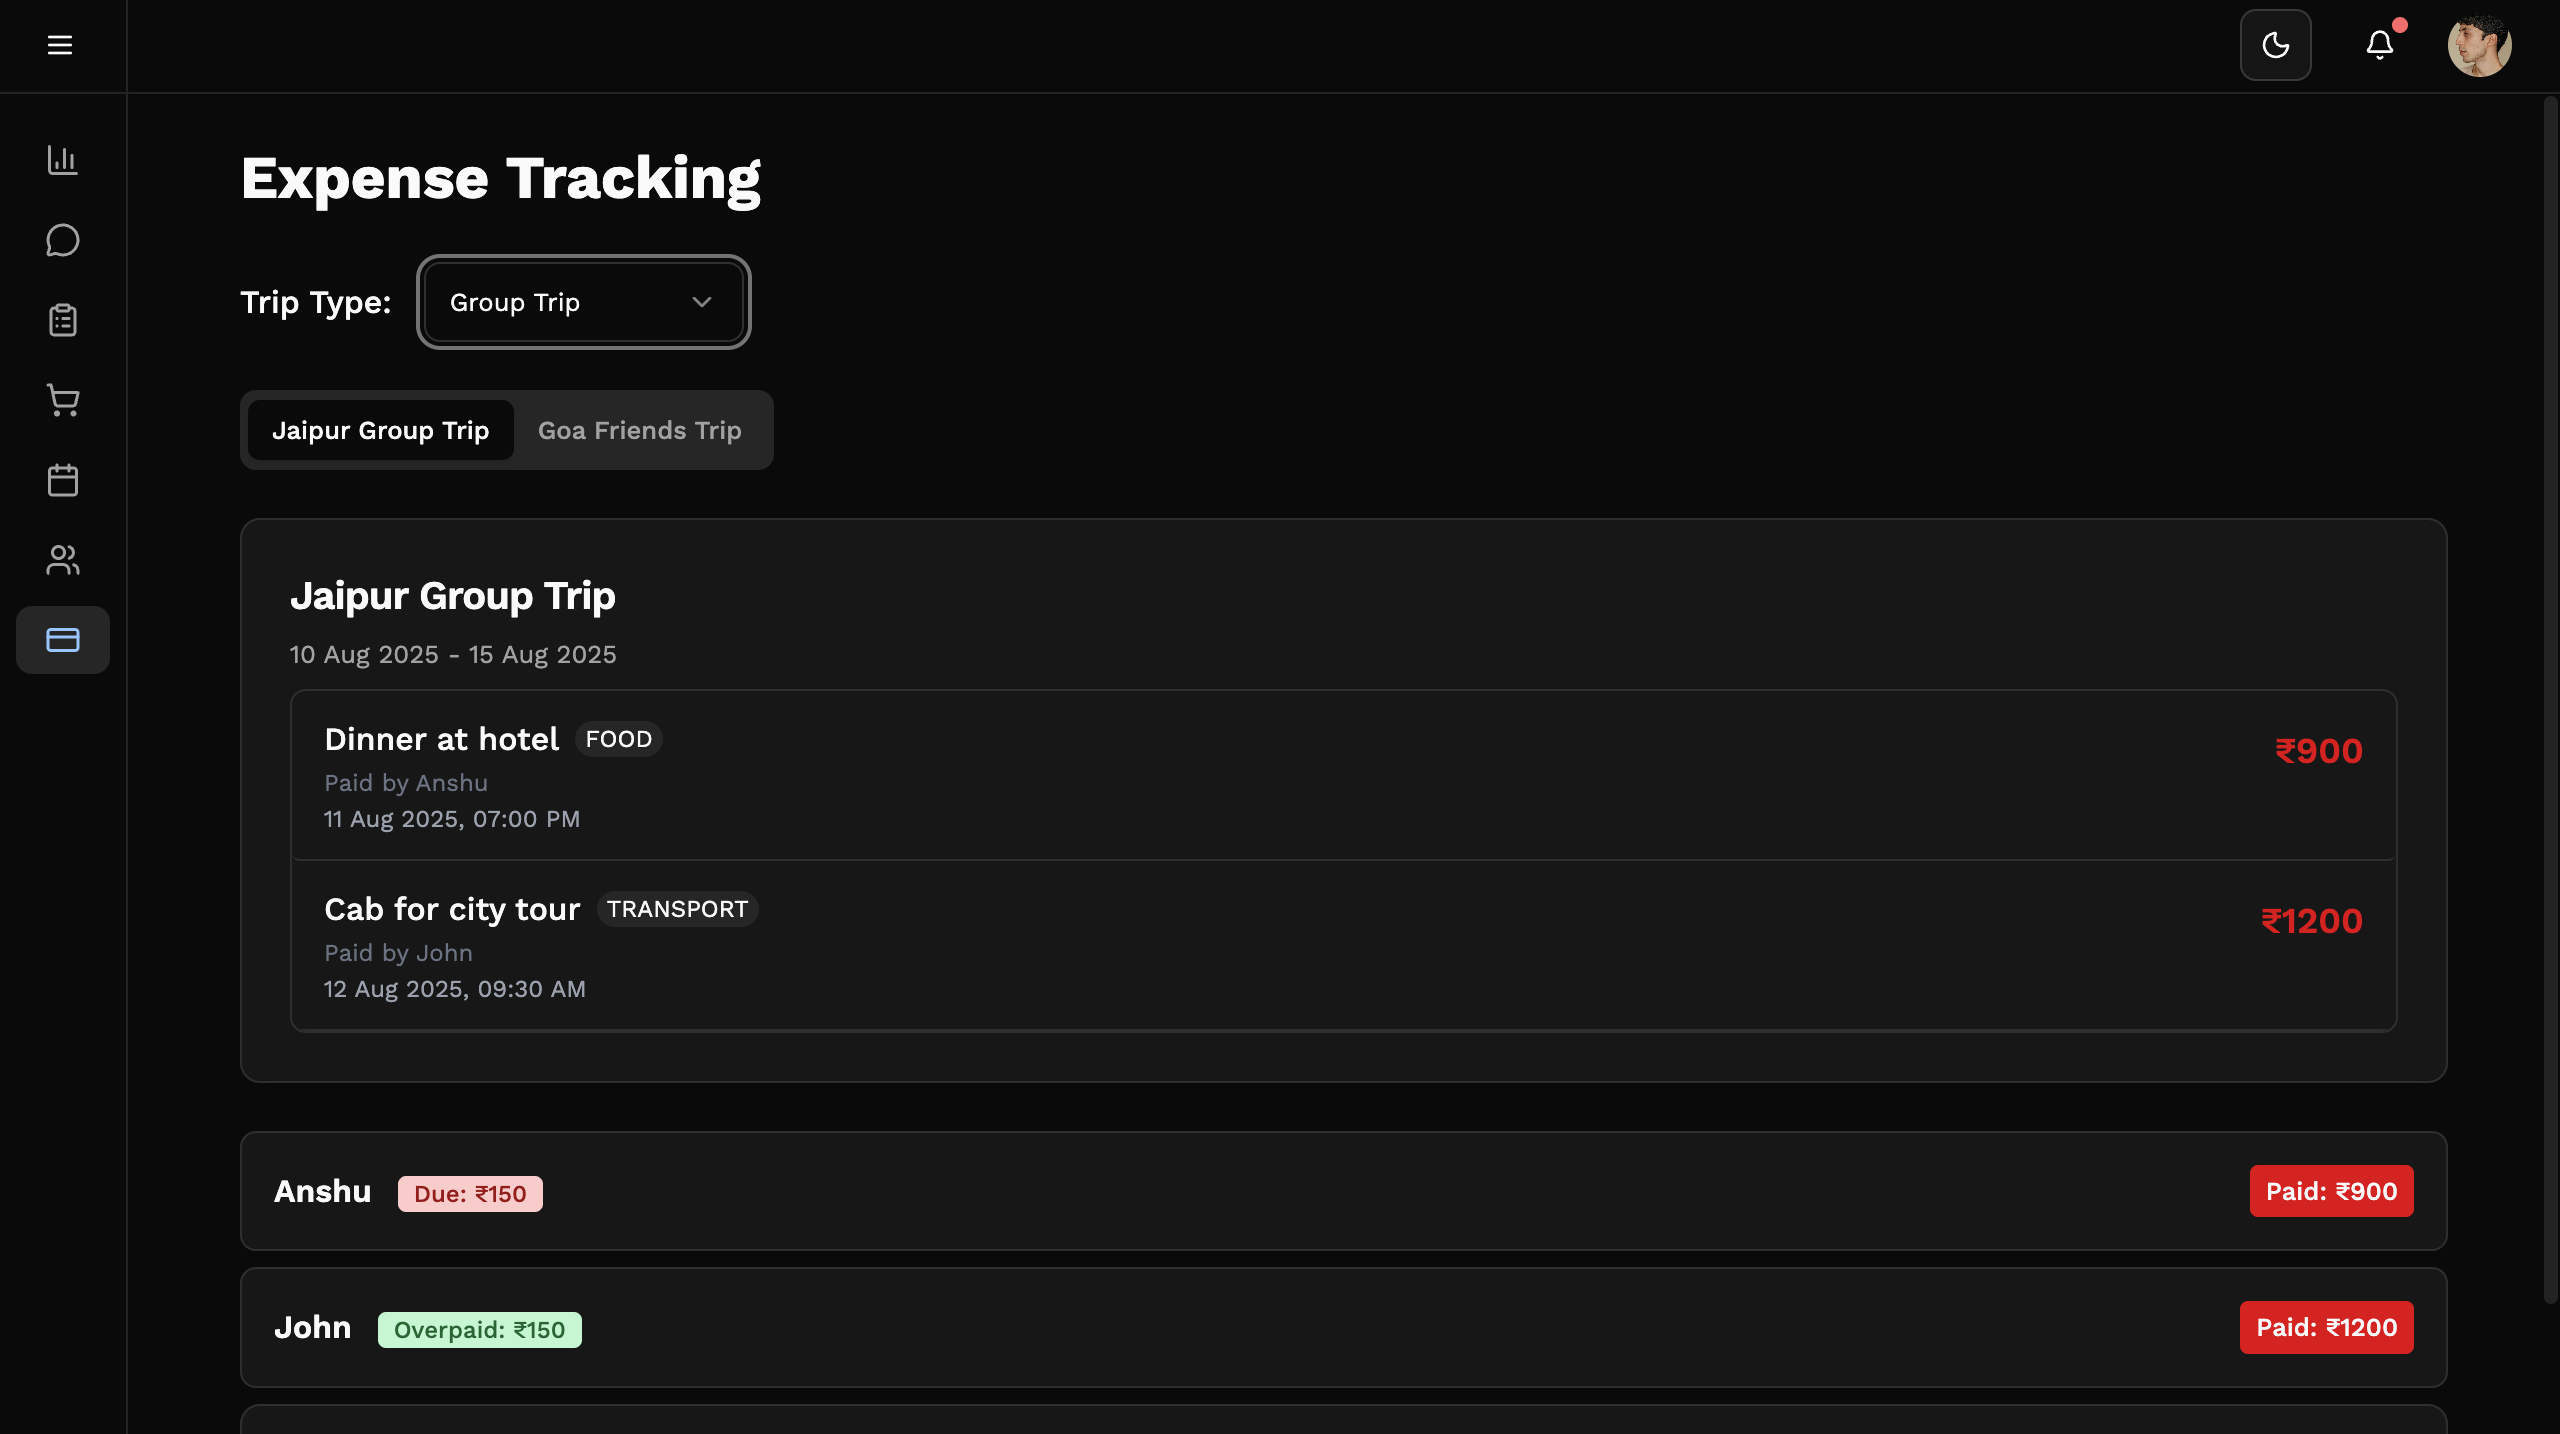 Expense Tracking
Trip Type: Group Trip
Jaipur Group Trip Goa Friends Trip
Jaipur Group Trip
10 Aug 2025 - 15 Aug 2025
Dinner at hotel FOOD ₹900
Paid by Anshu
11 Aug 2025, 07:00 PM
Cab for city tour TRANSPORT ₹1200
Paid by John
12 Aug 2025, 09:30 AM
Anshu Due: ₹150 Paid: ₹900
John Overpaid: ₹150 Paid: ₹1200